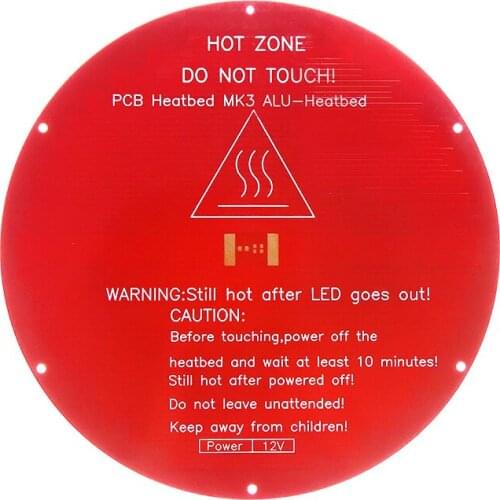 HOT ZONE
DO NOT TOUCH!
PCB Heatbed MK3 ALU-Heatbed
WARNING:Still hot after LED goes out!
CAUTION:
Before touching,power off the
heatbed and wait at least 10 minutes!
Still hot after powered off!
Do not leave unattended!
Keep away from children!
Power 12V